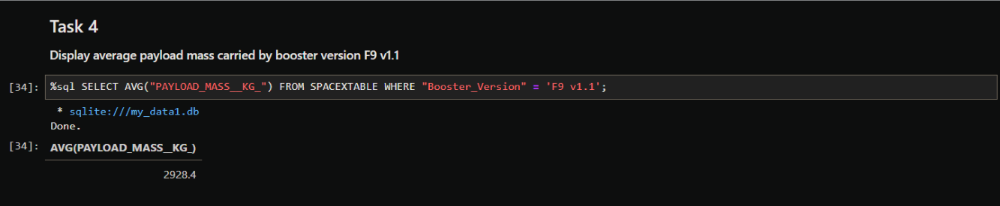 Task 4
Display average payload mass carried by booster version F9 v1.1
[34]: %sql SELECT AVG("PAYLOAD_MASS__KG_") FROM SPACEXTABLE WHERE "Booster_Version" = 'F9 v1.1';
* sqlite:///my_data1.db
Done.
[34]: AVG(PAYLOAD_MASS__KG_)
2928.4